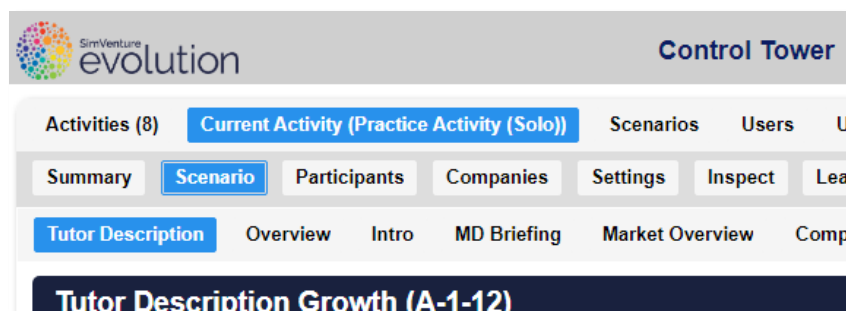 SimVenture
evolution
Control Tower
Activities (8) Current Activity (Practice Activity (Solo)) Scenarios Users
Summary Scenario Participants Companies Settings Inspect
Tutor Description Overview Intro MD Briefing Market Overview
Tutor Description Growth (A-1-12)